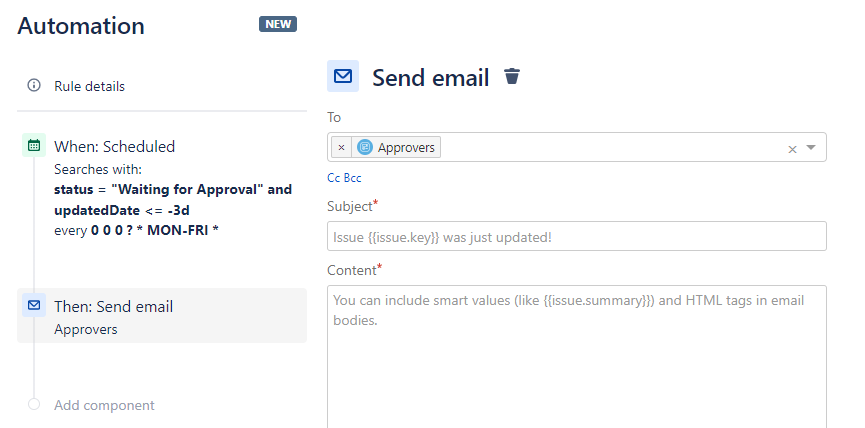 Automation
NEW
Rule details
When: Scheduled
Searches with:
status = "Waiting for Approval" and
updatedDate <= -3d
every 0 0 0 ? * MON-FRI *
Then: Send email
Approvers
Add component
Send email
To
× Approvers ×
Cc Bcc
Subject*
Issue {{issue.key}} was just updated!
Content*
You can include smart values (like {{issue.summary}}) and HTML tags in email
bodies.